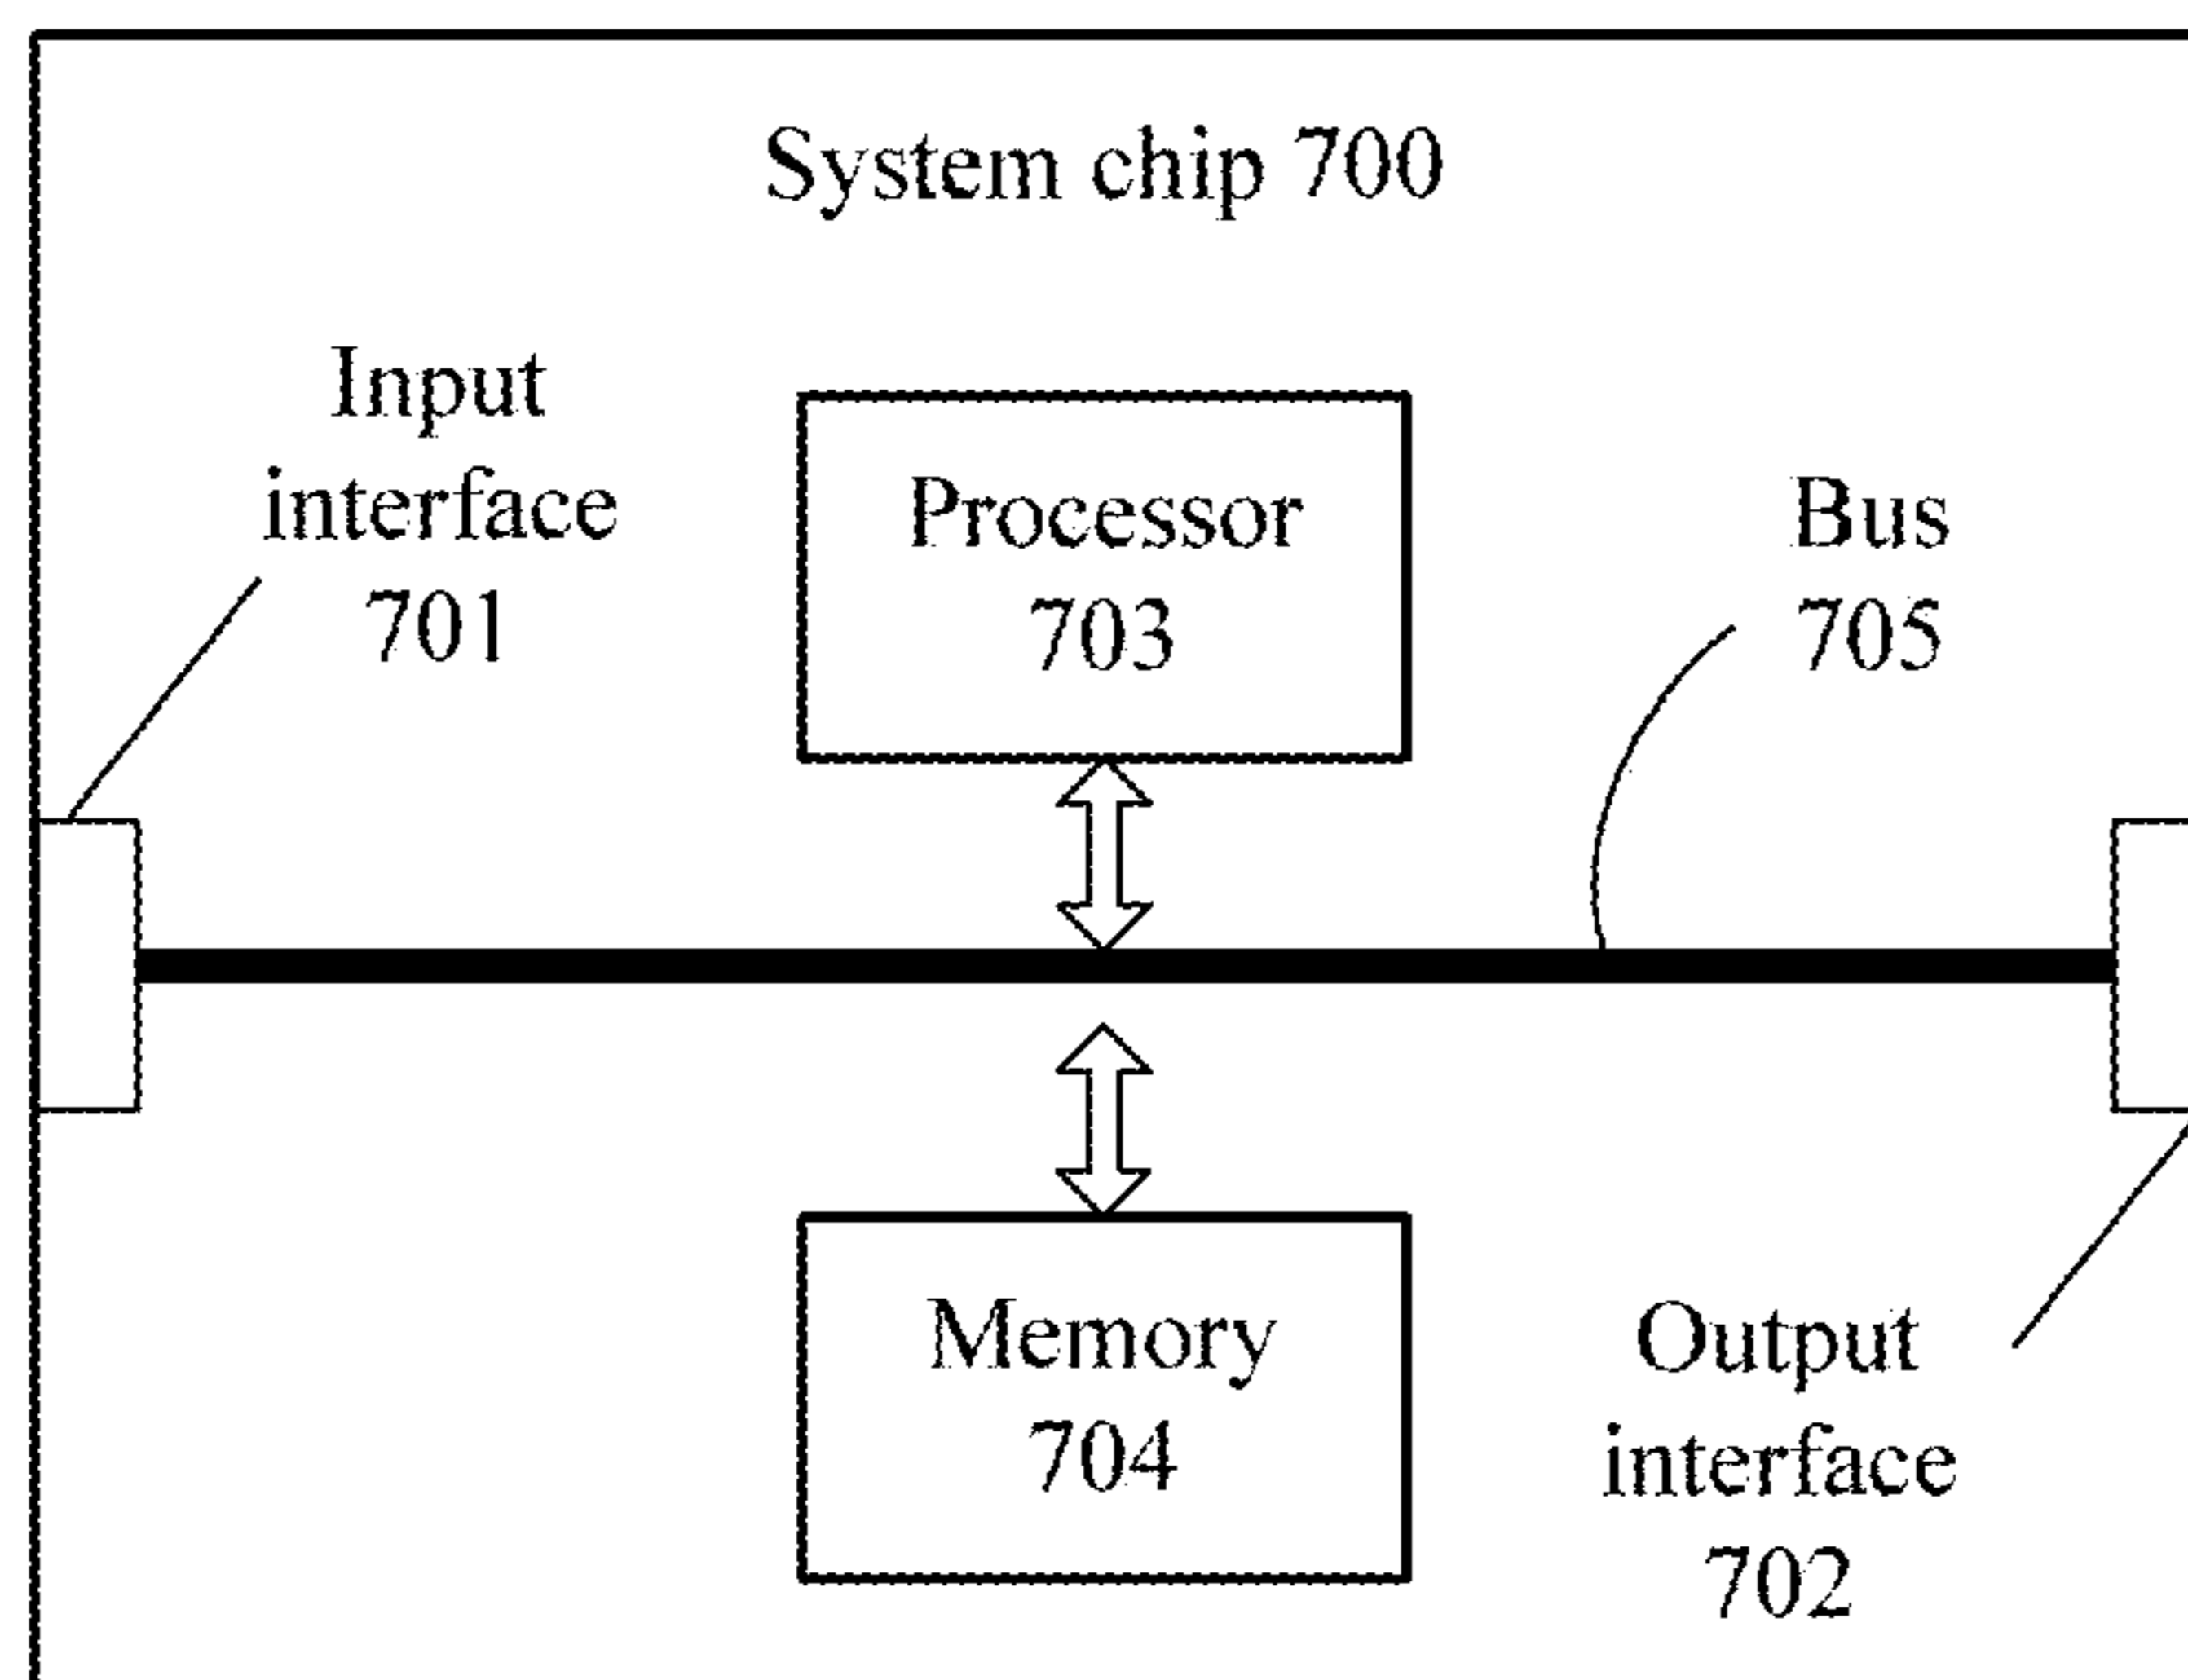 System chip 700
Input
interface
701
Processor
703
Bus
705
Memory
704
Output
interface
702